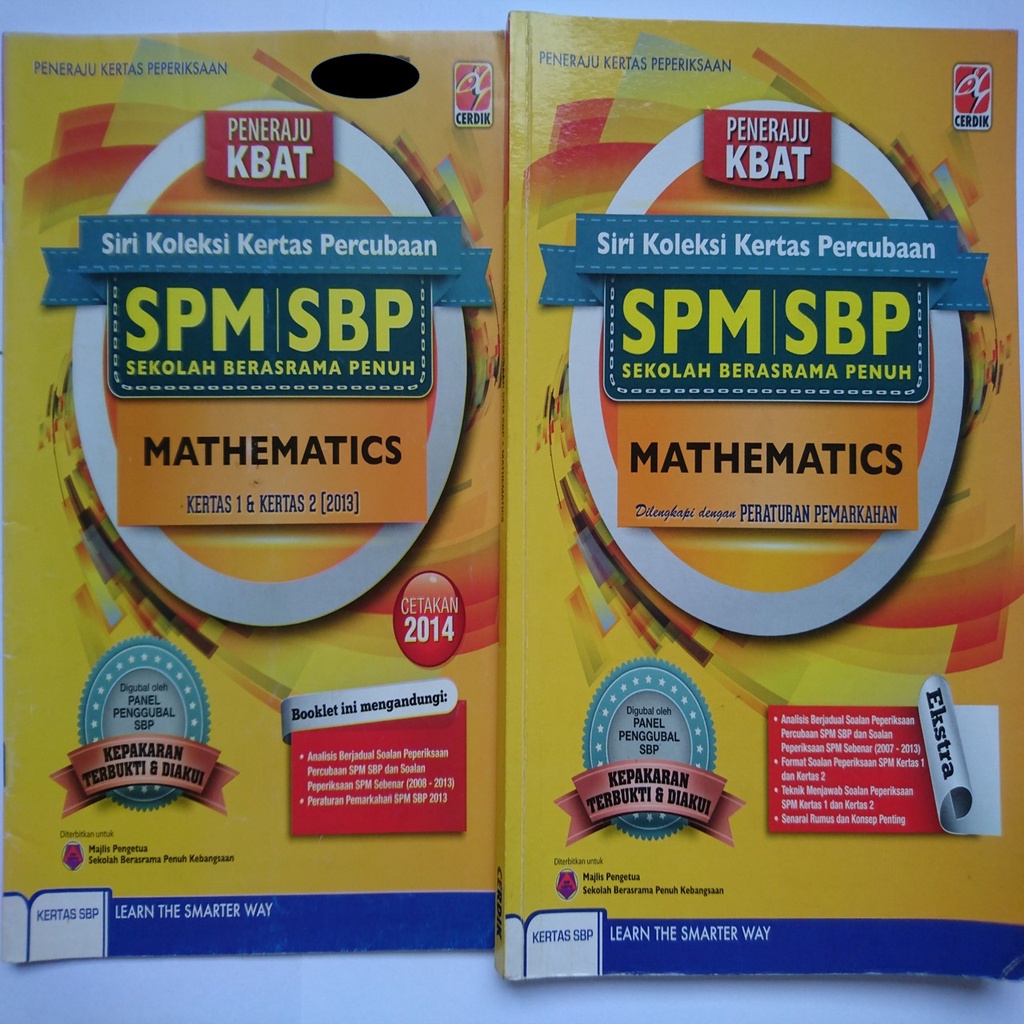 PENERAJU KERTAS PEPERIKSAAN
CERDIK
PENERAJU
KBAT
Siri Koleksi Kertas Percubaan
SPM SBP
SEKOLAH BERASRAMA PENUH
MATHEMATICS
KERTAS 1 & KERTAS 2 [2013]
CETAKAN
2014
Digubal oleh
PANEL
PENGGUBAL
SBP
KEPAKARAN
TERBUKTI & DIAKUI
Booklet ini mengandungi:
• Analisis Berjadual Soalan Peperiksaan
Percubaan SPM SBP dan Soalan
Peperiksaan SPM Sebenar (2008 - 2013)
• Peraturan Pemarkahan SPM SBP 2013
Diterbitkan untuk
Majlis Pengetua
Sekolah Berasrama Penuh Kebangsaan
KERTAS SBP
LEARN THE SMARTER WAY
CERDIK
PENERAJU KERTAS PEPERIKSAAN
CERDIK
PENERAJU
KBAT
Siri Koleksi Kertas Percubaan
SPM SBP
SEKOLAH BERASRAMA PENUH
MATHEMATICS
Dilengkapi dengan PERATURAN PEMARKAHAN
Digubal oleh
PANEL
PENGGUBAL
SBP
KEPAKARAN
TERBUKTI & DIAKUI
Ekstra
• Analisis Berjadual Soalan Peperiksaan
Percubaan SPM SBP dan Soalan
Peperiksaan SPM Sebenar (2007 - 2013)
• Format Soalan Peperiksaan SPM Kertas 1
dan Kertas 2
• Teknik Menjawab Soalan Peperiksaan
SPM Kertas 1 dan Kertas 2
• Senarai Rumus dan Konsep Penting
Diterbitkan untuk
Majlis Pengetua
Sekolah Berasrama Penuh Kebangsaan
KERTAS SBP
LEARN THE SMARTER WAY